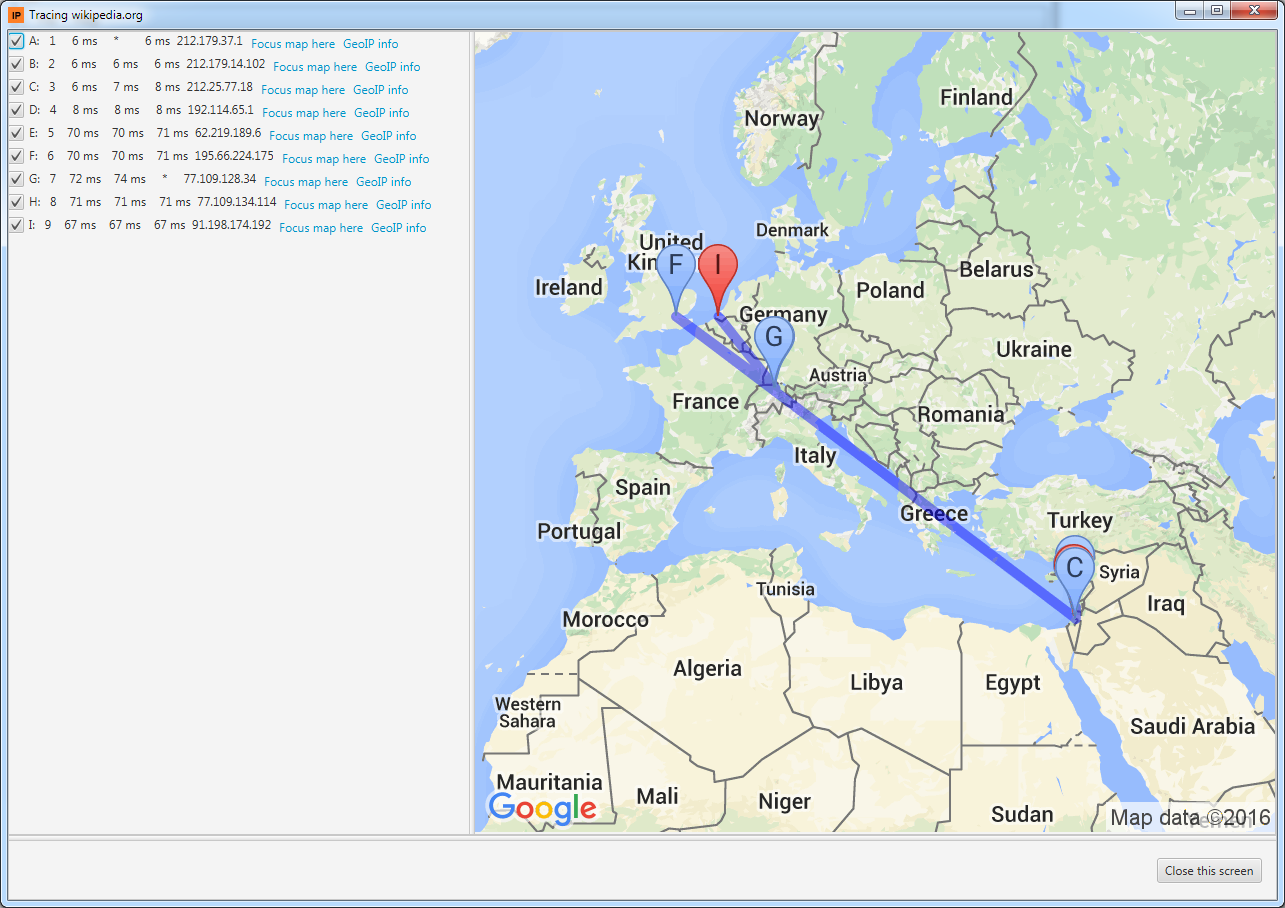 IP Tracing wikipedia.org
A: 1 6 ms * 6 ms 212.179.37.1 Focus map here GeoIP info
B: 2 6 ms 6 ms 6 ms 212.179.14.102 Focus map here GeoIP info
C: 3 6 ms 7 ms 8 ms 212.25.77.18 Focus map here GeoIP info
D: 4 8 ms 8 ms 8 ms 192.114.65.1 Focus map here GeoIP info
E: 5 70 ms 70 ms 71 ms 62.219.189.6 Focus map here GeoIP info
F: 6 70 ms 70 ms 71 ms 195.66.224.175 Focus map here GeoIP info
G: 7 72 ms 74 ms * 77.109.128.34 Focus map here GeoIP info
H: 8 71 ms 71 ms 71 ms 77.109.134.114 Focus map here GeoIP info
I: 9 67 ms 67 ms 67 ms 91.198.174.192 Focus map here GeoIP info
Finland
Norway
Denmark
United
F
I
Belarus
Ireland
Poland
Germany
G
Ukraine
Austria
France
Romania
Italy
Spain
Greece
Turkey
Portugal
C
Syria
Tunisia
Iraq
Morocco
Algeria
Libya
Egypt
Western
Sahara
Saudi Arabia
Mauritania
Mali
Niger
Google
Sudan
Map data ©2016
Close this screen